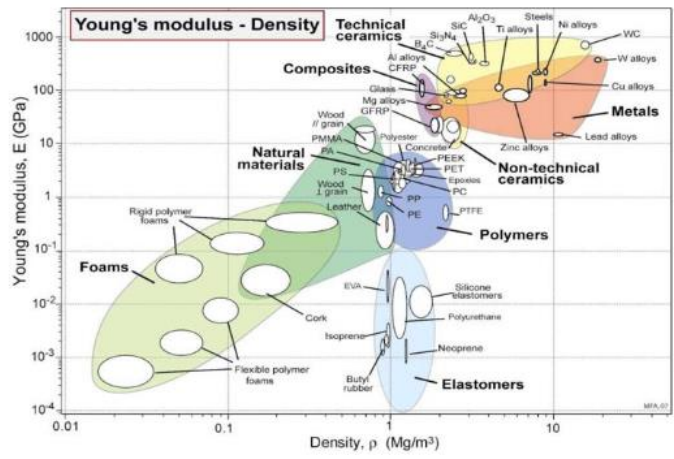 Young's modulus - Density
Technical
ceramics
Al₂O₃
SiC
Si₃N₄
B₄C
Ti alloys
Steels
Ni alloys
WC
W alloys
Cu alloys
Metals
Lead alloys
Zinc alloys
Composites
Al alloys
CFRP
Glass
Mg alloys
GFRP
Wood
// grain
Polyester
Concrete
Non-technical
ceramics
PMMA
PA
PS
PEEK
PET
Epoxies
PC
PP
PE
PTFE
Natural
materials
Wood
⊥ grain
Leather
Polymers
Rigid polymer
foams
Foams
Cork
Flexible polymer
foams
EVA
Silicone
elastomers
Polyurethane
Isoprene
Neoprene
Butyl
rubber
Elastomers
MFA, 07
Young's modulus, E (GPa)
1000
100
10
1
10⁻¹
10⁻²
10⁻³
10⁻⁴
0.01
0.1
1
10
Density, ρ (Mg/m³)